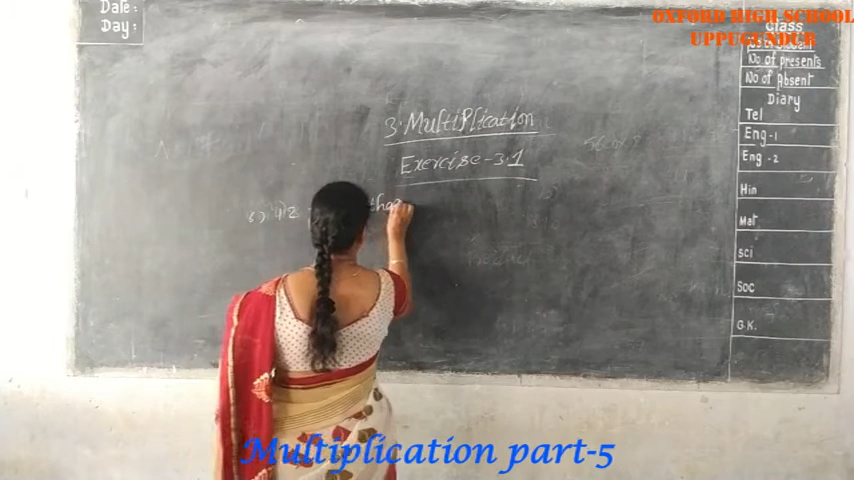 Date:
Day:
OXFORD HIGH SCHOOL
UPPUGUNDUR
Class
No of presents
No of Absent
Diary
Tel
Eng-1
Eng-2
Hin
Mat
sci
Soc
G.K.
3. Multiplication
Exercise-3.1
Multiplication part-5